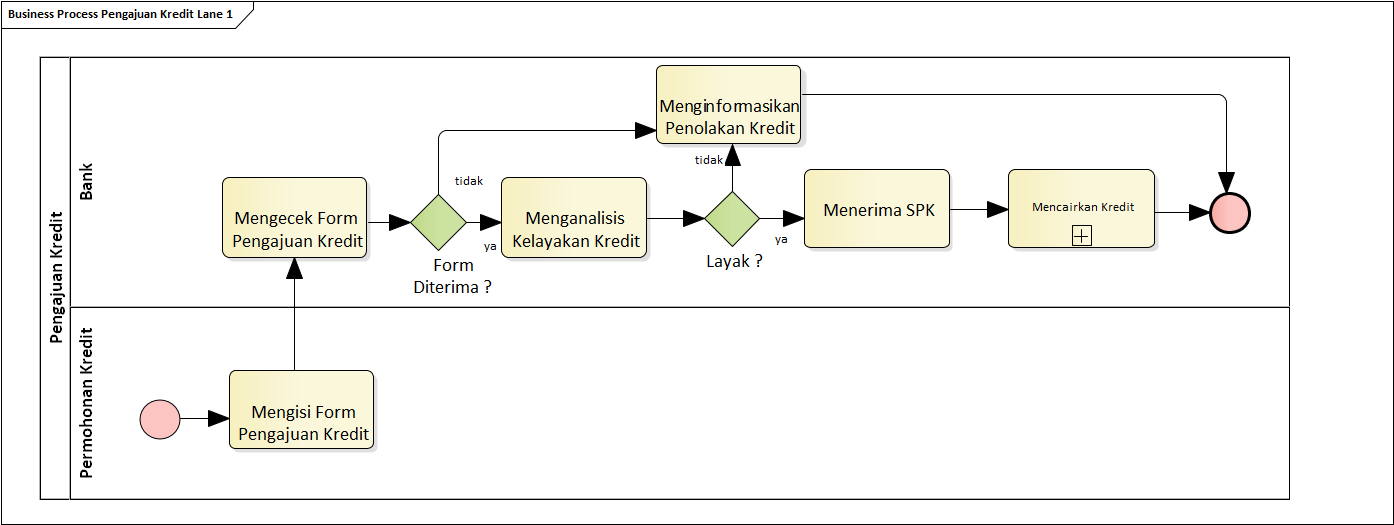 Business Process Pengajuan Kredit Lane 1
Pengajuan Kredit
Bank
Menginformasikan
Penolakan Kredit
tidak
tidak
Mengecek Form
Pengajuan Kredit
Form
Diterima ?
ya
Menganalisis
Kelayakan Kredit
Layak ?
ya
Menerima SPK
Mencairkan Kredit
Permohonan Kredit
Mengisi Form
Pengajuan Kredit